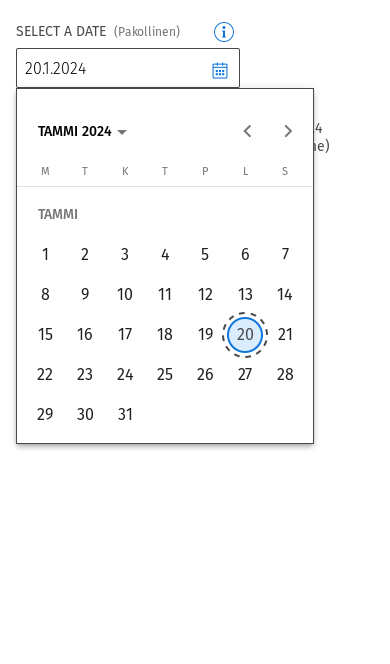 SELECT A DATE (Pakollinen)
20.1.2024
TAMMI 2024
M T K T P L S
TAMMI
1 2 3 4 5 6 7
8 9 10 11 12 13 14
15 16 17 18 19 20 21
22 23 24 25 26 27 28
29 30 31